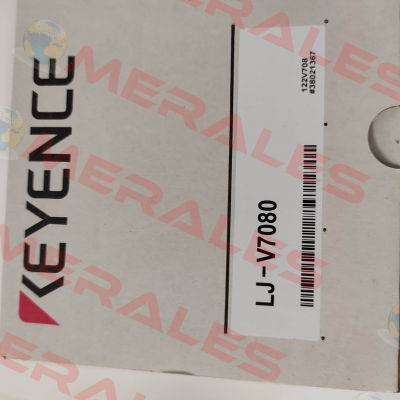 KEYENCE
LJ-V7080
122V708
#38021367
MERALES
MERALES
MERALES